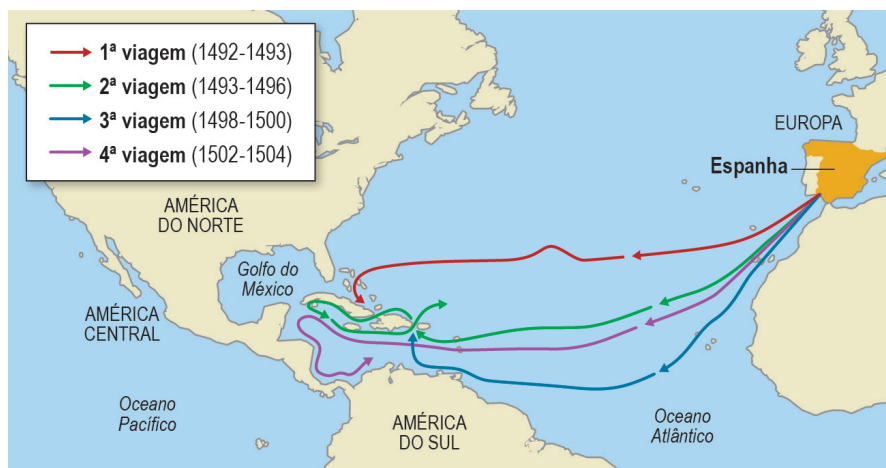 1ª viagem (1492-1493)
2ª viagem (1493-1496)
3ª viagem (1498-1500)
4ª viagem (1502-1504)
EUROPA
Espanha
AMÉRICA
DO NORTE
Golfo do
México
AMÉRICA
CENTRAL
Oceano
Pacífico
AMÉRICA
DO SUL
Oceano
Atlântico
ÁFRICA